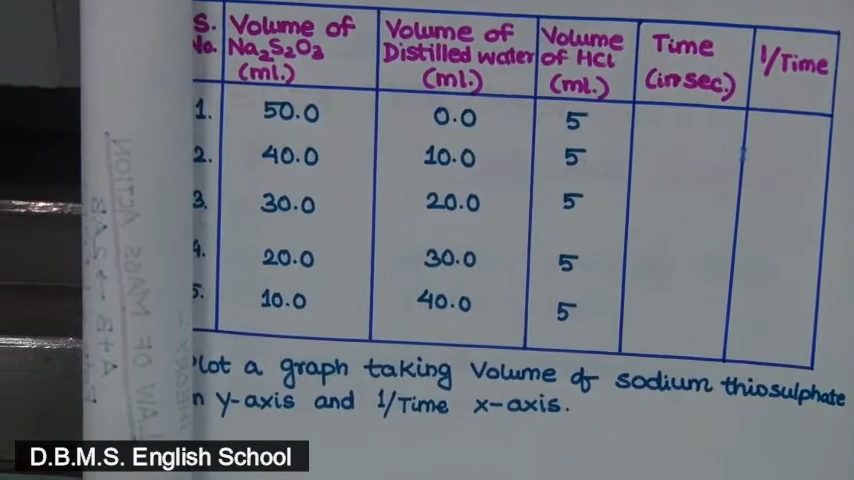 S. No. Volume of Na₂S₂O₃ (ml.) Volume of Distilled water (ml.) Volume of HCl (ml.) Time (in sec.) 1/Time
1. 50.0 0.0 5
2. 40.0 10.0 5
3. 30.0 20.0 5
4. 20.0 30.0 5
5. 10.0 40.0 5
Plot a graph taking Volume of sodium thiosulphate
n y-axis and 1/Time x-axis.
D.B.M.S. English School